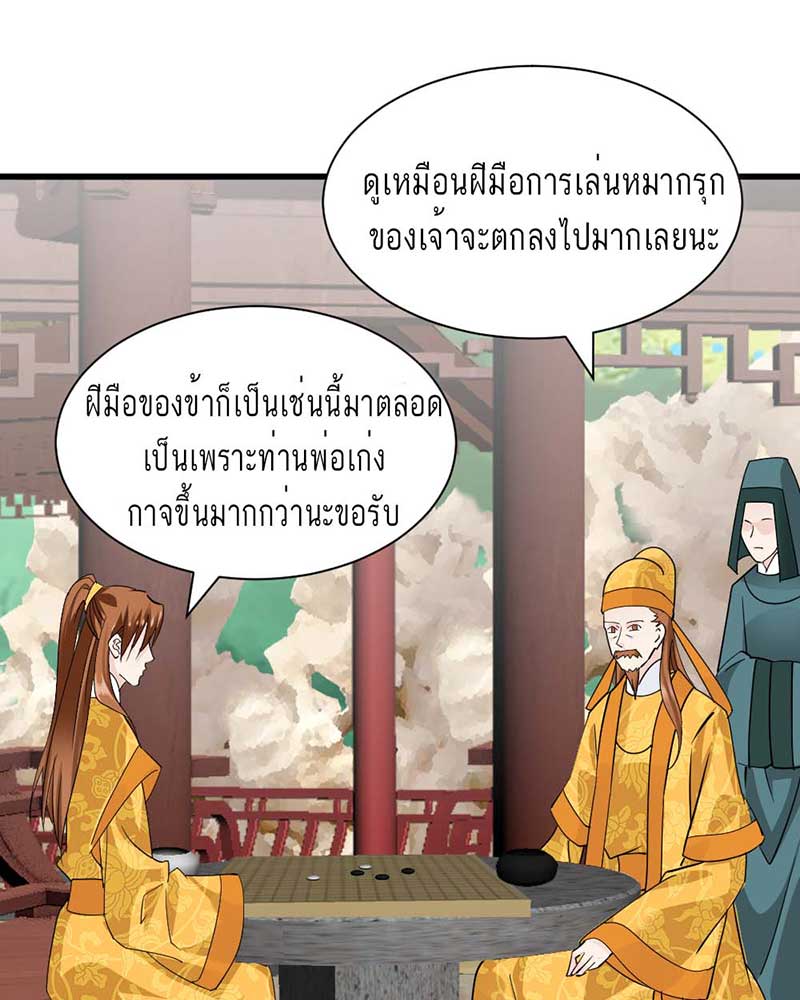 ดูเหมือนฝีมือการเล่นหมากรุก
ของเจ้าจะตกลงไปมากเลยนะ
ฝีมือของข้าก็เป็นเช่นนี้มาตลอด
เป็นเพราะท่านพ่อเก่ง
กาจขึ้นมากกว่านะขอรับ